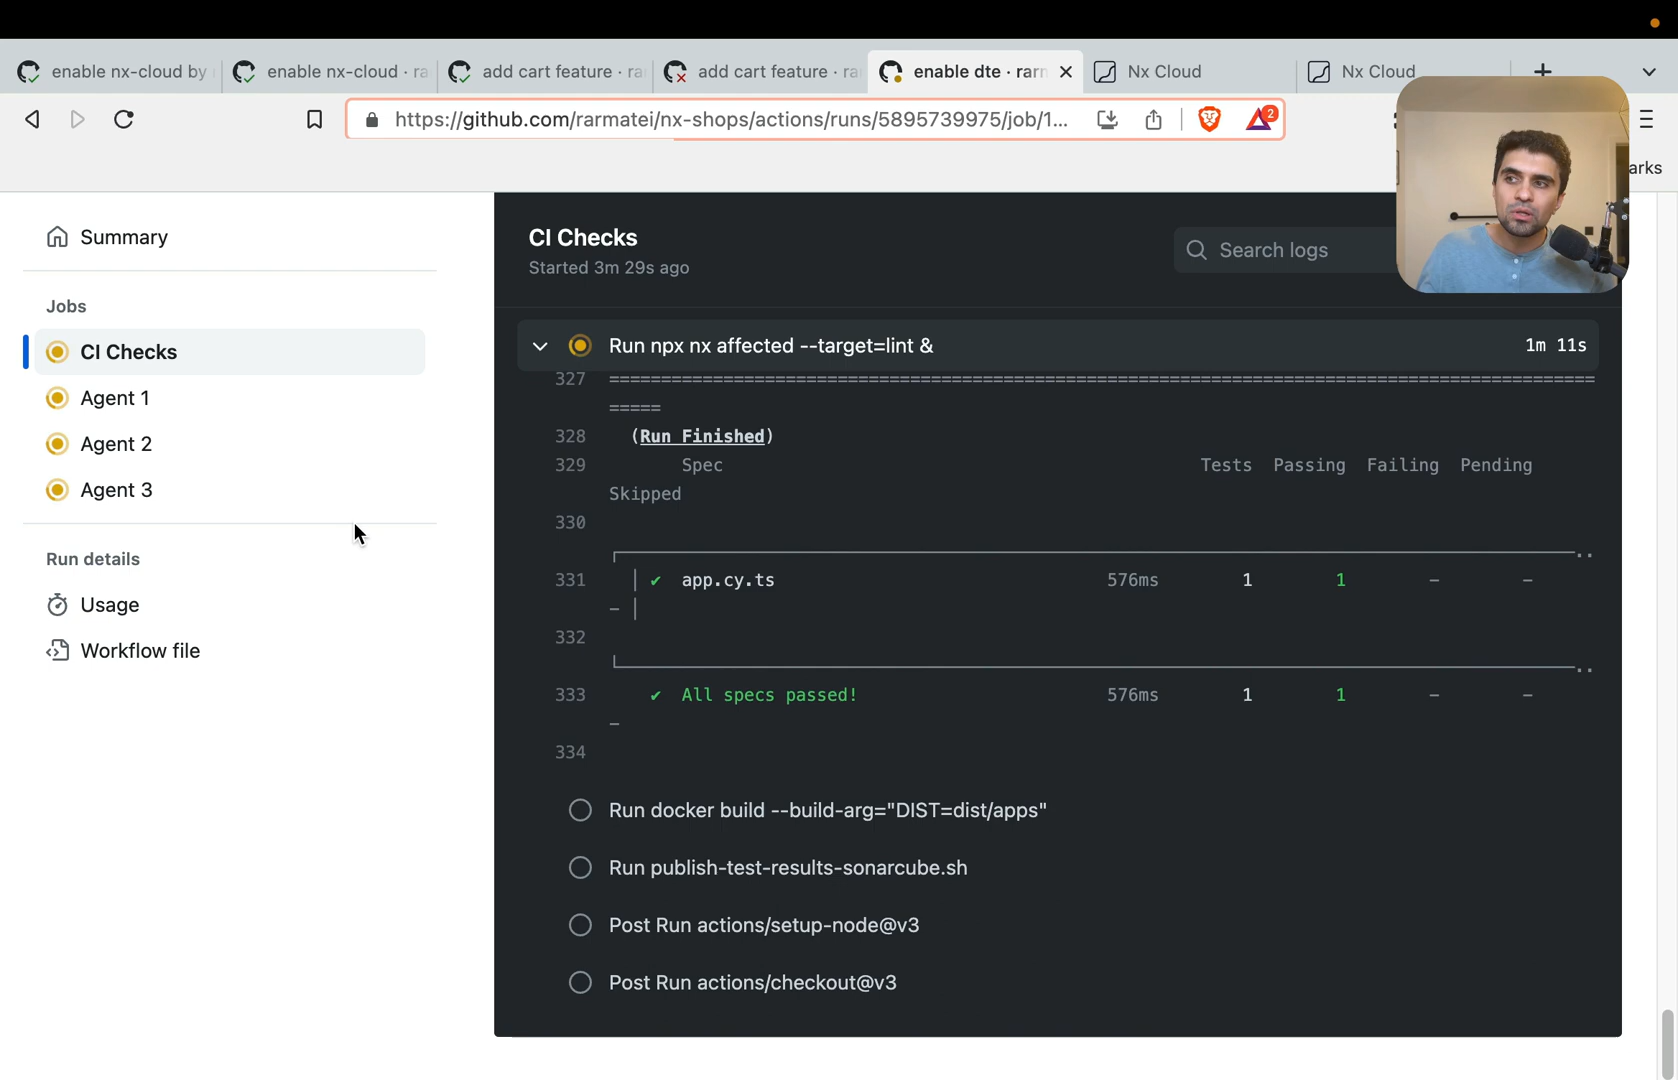 enable nx-cloud by
enable nx-cloud · ra
add cart feature · ra
add cart feature · ra
enable dte · rarn
Nx Cloud
Nx Cloud
https://github.com/rarmatei/nx-shops/actions/runs/5895739975/job/1...
2
arks
Summary
Jobs
CI Checks
Agent 1
Agent 2
Agent 3
Run details
Usage
Workflow file
CI Checks
Started 3m 29s ago
Search logs
Run npx nx affected --target=lint &
1m 11s
327 ===============================================================================================
=====
328 (Run Finished)
329 Spec Tests Passing Failing Pending
Skipped
330
331 │ ✔ app.cy.ts 576ms 1 1 - -
- │
332
333 ✔ All specs passed! 576ms 1 1 - -
-
334
Run docker build --build-arg="DIST=dist/apps"
Run publish-test-results-sonarcube.sh
Post Run actions/setup-node@v3
Post Run actions/checkout@v3